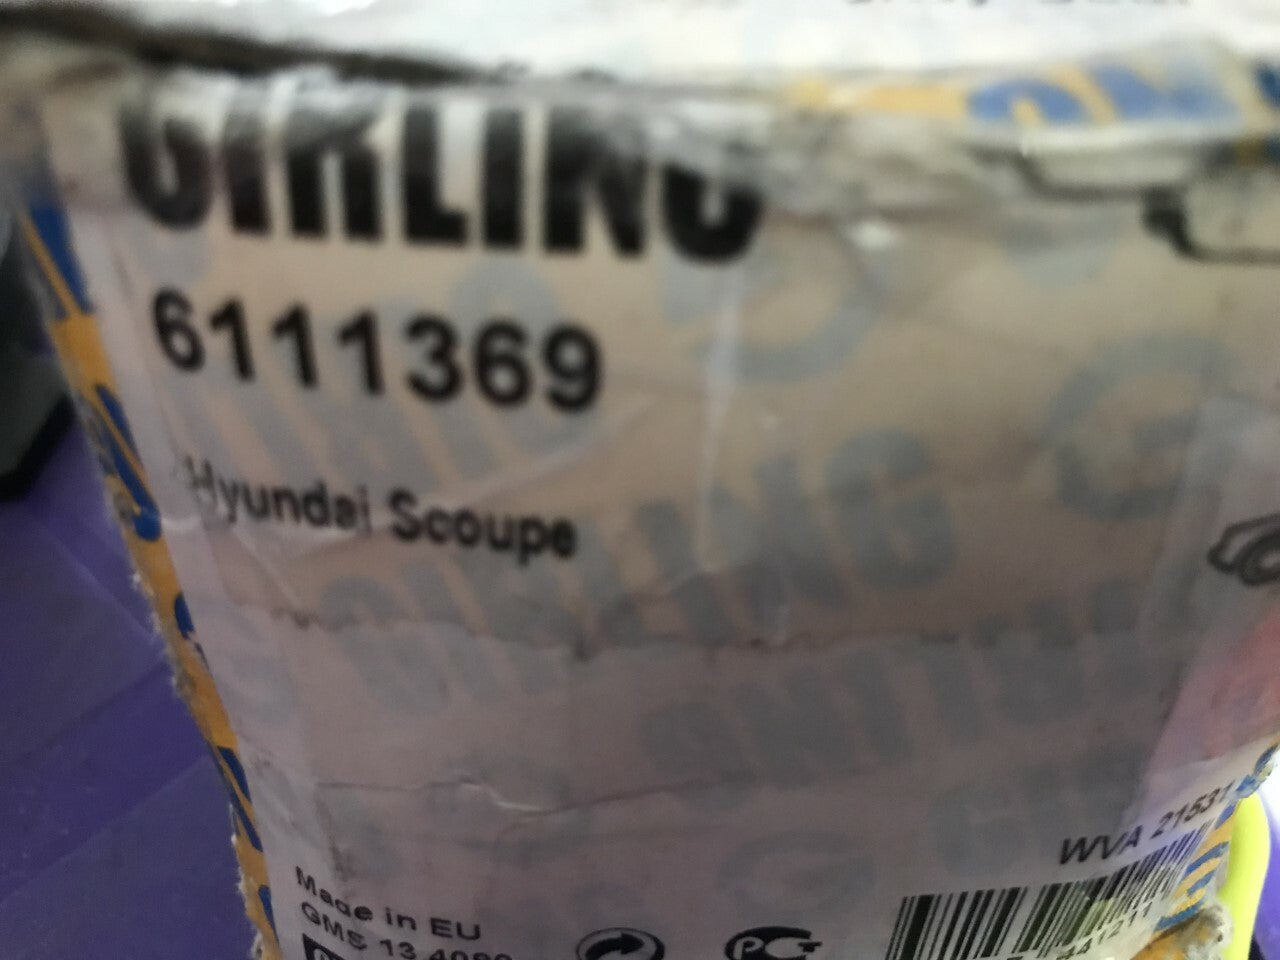 GIRLING
6111369
Hyundai Scoupe
WVA 21531
Made in EU